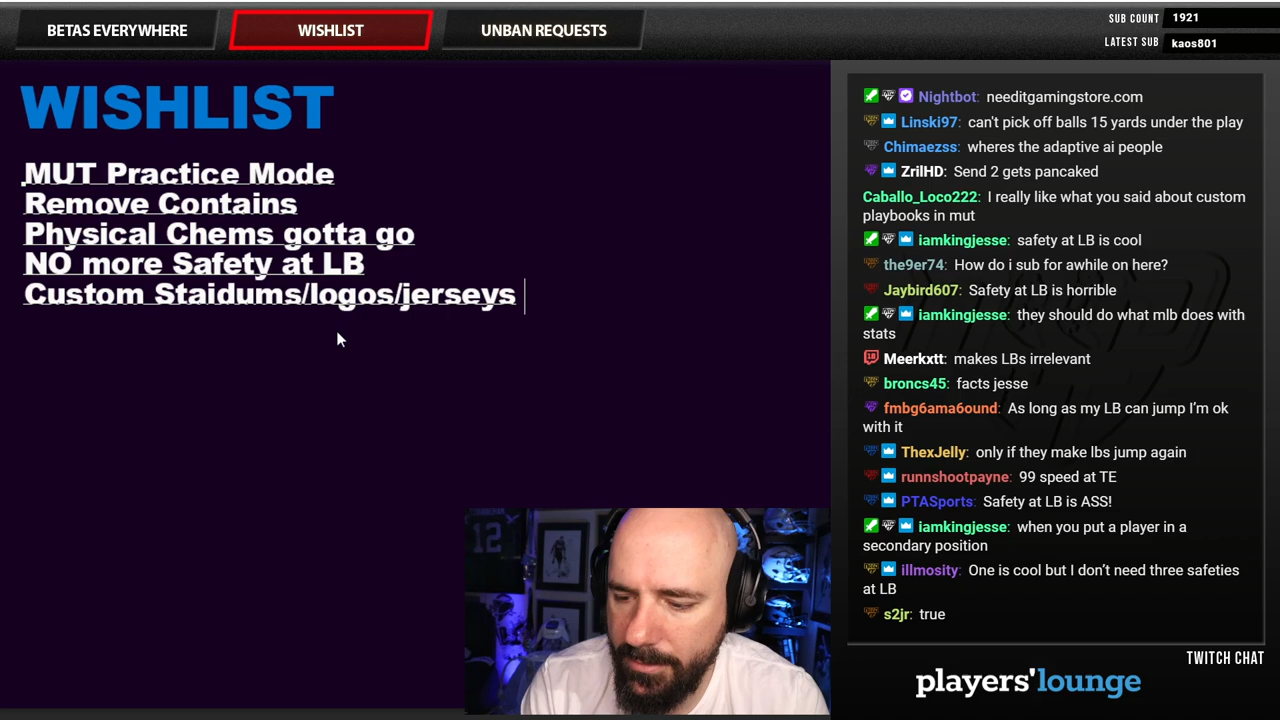 BETAS EVERYWHERE
WISHLIST
UNBAN REQUESTS
SUB COUNT 1921
LATEST SUB kaos801
WISHLIST
MUT Practice Mode
Remove Contains
Physical Chems gotta go
NO more Safety at LB
Custom Staidums/logos/jerseys
Nightbot: needitgamingstore.com
Linski97: can't pick off balls 15 yards under the play
Chimaezss: wheres the adaptive ai people
ZrilHD: Send 2 gets pancaked
Caballo_Loco222: I really like what you said about custom
playbooks in mut
iamkingjesse: safety at LB is cool
the9er74: How do i sub for awhile on here?
Jaybird607: Safety at LB is horrible
iamkingjesse: they should do what mlb does with
stats
Meerkxtt: makes LBs irrelevant
broncs45: facts jesse
fmbg6ama6ound: As long as my LB can jump I’m ok
with it
ThexJelly: only if they make lbs jump again
runnshootpayne: 99 speed at TE
PTASports: Safety at LB is ASS!
iamkingjesse: when you put a player in a
secondary position
illmosity: One is cool but I don’t need three safeties
at LB
s2jr: true
TWITCH CHAT
players'lounge
12